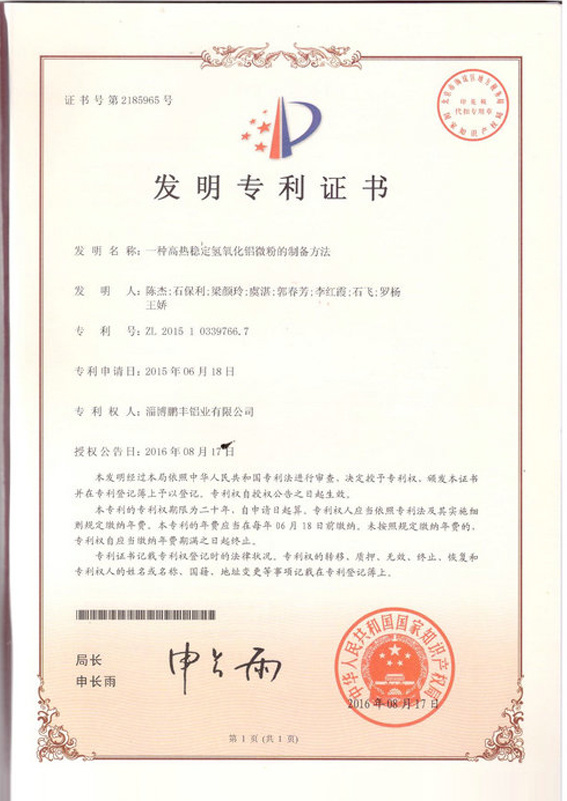 证书号第2185965号
印花税
代扣专用章
发明专利证书
发明名称：一种高热稳定氢氧化铝微粉的制备方法
发明人：陈杰;石保利;梁颜玲;虞湛;郭春芳;李红霞;石飞;罗杨
王娇
专利号：ZL 2015 1 0339766.7
专利申请日：2015年06月18日
专利权人：淄博鹏丰铝业有限公司
授权公告日：2016年08月17日
本发明经过本局依照中华人民共和国专利法进行审查，决定授予专利权，颁发本证书
并在专利登记簿上予以登记。专利权自授权公告之日起生效。
本专利的专利权期限为二十年，自申请日起算。专利权人应当依照专利法及其实施细
则规定缴纳年费。本专利的年费应当在每年06月18日前缴纳。未按照规定缴纳年费的，
专利权自应当缴纳年费期满之日起终止。
专利证书记载专利权登记时的法律状况。专利权的转移、质押、无效、终止、恢复和
专利权人的姓名或名称、国籍、地址变更等事项记载在专利登记簿上。
局长
申长雨
申长雨
中华人民共和国国家知识产权局
2016年08月17日
第1页(共1页)